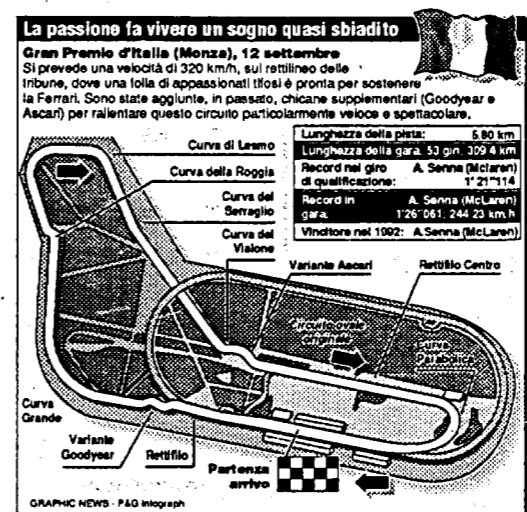 La passione fa vivere un sogno quasi sbiadito
Gran Premio d'Italia (Monza), 12 settembre
Si prevede una velocità di 320 km/h, sul rettilineo delle
tribune, dove una folla di appassionati tifosi è pronta per sostenere
la Ferrari. Sono state aggiunte, in passato, chicane supplementari (Goodyear e
Ascari) per rallentare questo circuito particolarmente veloce e spettacolare.
Lunghezza della pista: 5.80 km
Lunghezza della gara: 53 giri, 309.4 km
Record nel giro A. Senna (Mclaren)
di qualificazione: 1'21"114
Record in A. Senna (McLaren)
gara: 1'26"061; 244.23 km.h
Vincitore nel 1992: A. Senna (McLaren)
Curva di Lesmo
Curva della Roggia
Curva del
Serraglio
Curva del
Vialone
Variante Ascari
Rettifilo Centro
Circuito ovale
originale
Curva
Parabolica
Curva
Grande
Variante
Goodyear
Rettifilo
Partenza
arrivo
GRAPHIC NEWS - P&G Infograph